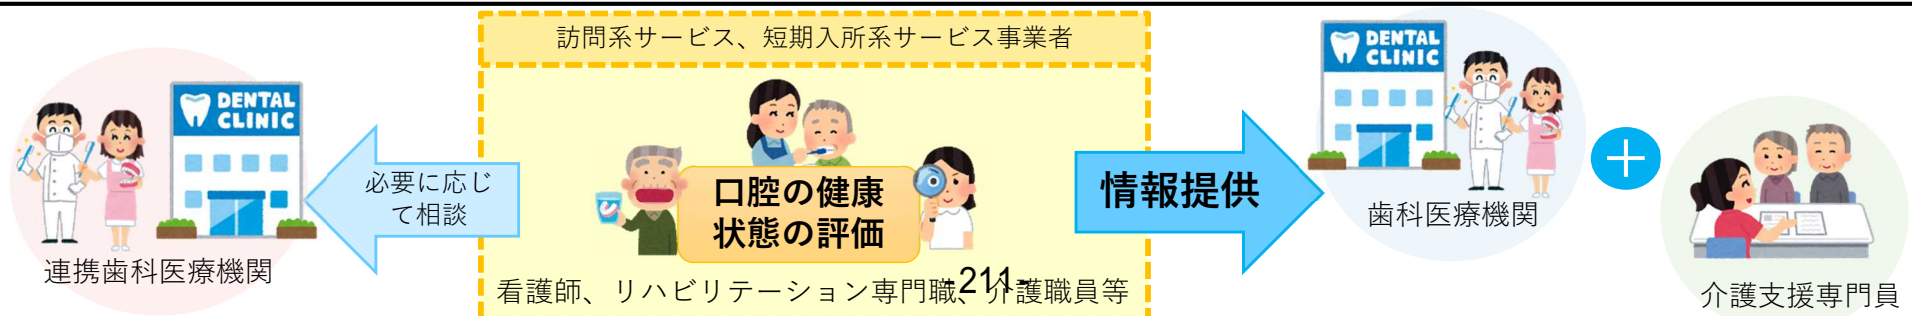 訪問系サービス、短期入所系サービス事業者
DENTAL
CLINIC
連携歯科医療機関
必要に応じ
て相談
口腔の健康
状態の評価
看護師、リハビリテーション専門職、介護職員等
-211-
情報提供
DENTAL
CLINIC
歯科医療機関
+
介護支援専門員